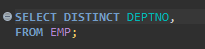 SELECT DISTINCT DEPTNO,
FROM EMP;